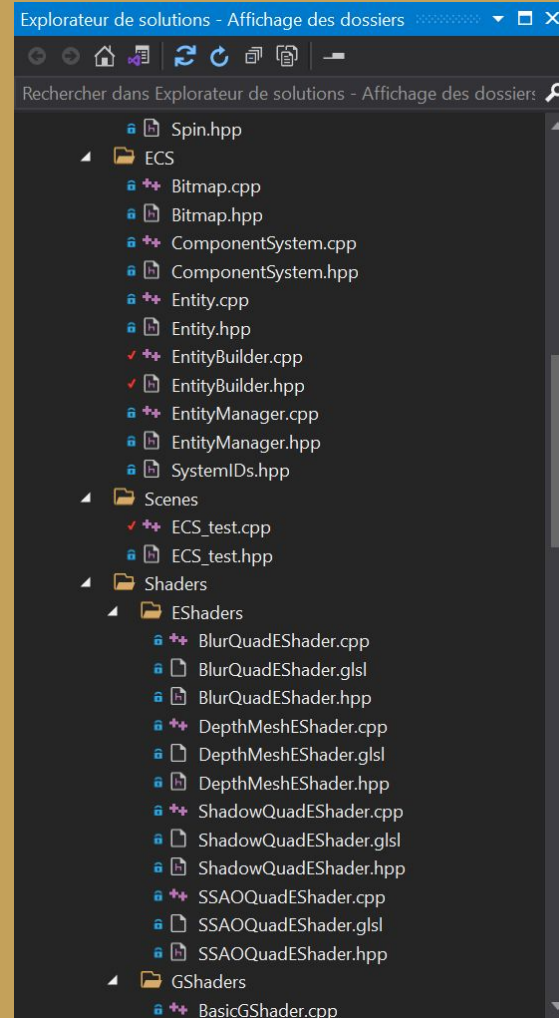 Explorateur de solutions - Affichage des dossiers
Rechercher dans Explorateur de solutions - Affichage des dossiers
Spin.hpp
ECS
Bitmap.cpp
Bitmap.hpp
ComponentSystem.cpp
ComponentSystem.hpp
Entity.cpp
Entity.hpp
EntityBuilder.cpp
EntityBuilder.hpp
EntityManager.cpp
EntityManager.hpp
SystemIDs.hpp
Scenes
ECS_test.cpp
ECS_test.hpp
Shaders
EShaders
BlurQuadEShader.cpp
BlurQuadEShader.glsl
BlurQuadEShader.hpp
DepthMeshEShader.cpp
DepthMeshEShader.glsl
DepthMeshEShader.hpp
ShadowQuadEShader.cpp
ShadowQuadEShader.glsl
ShadowQuadEShader.hpp
SSAOQuadEShader.cpp
SSAOQuadEShader.glsl
SSAOQuadEShader.hpp
GShaders
BasicGShader.cpp